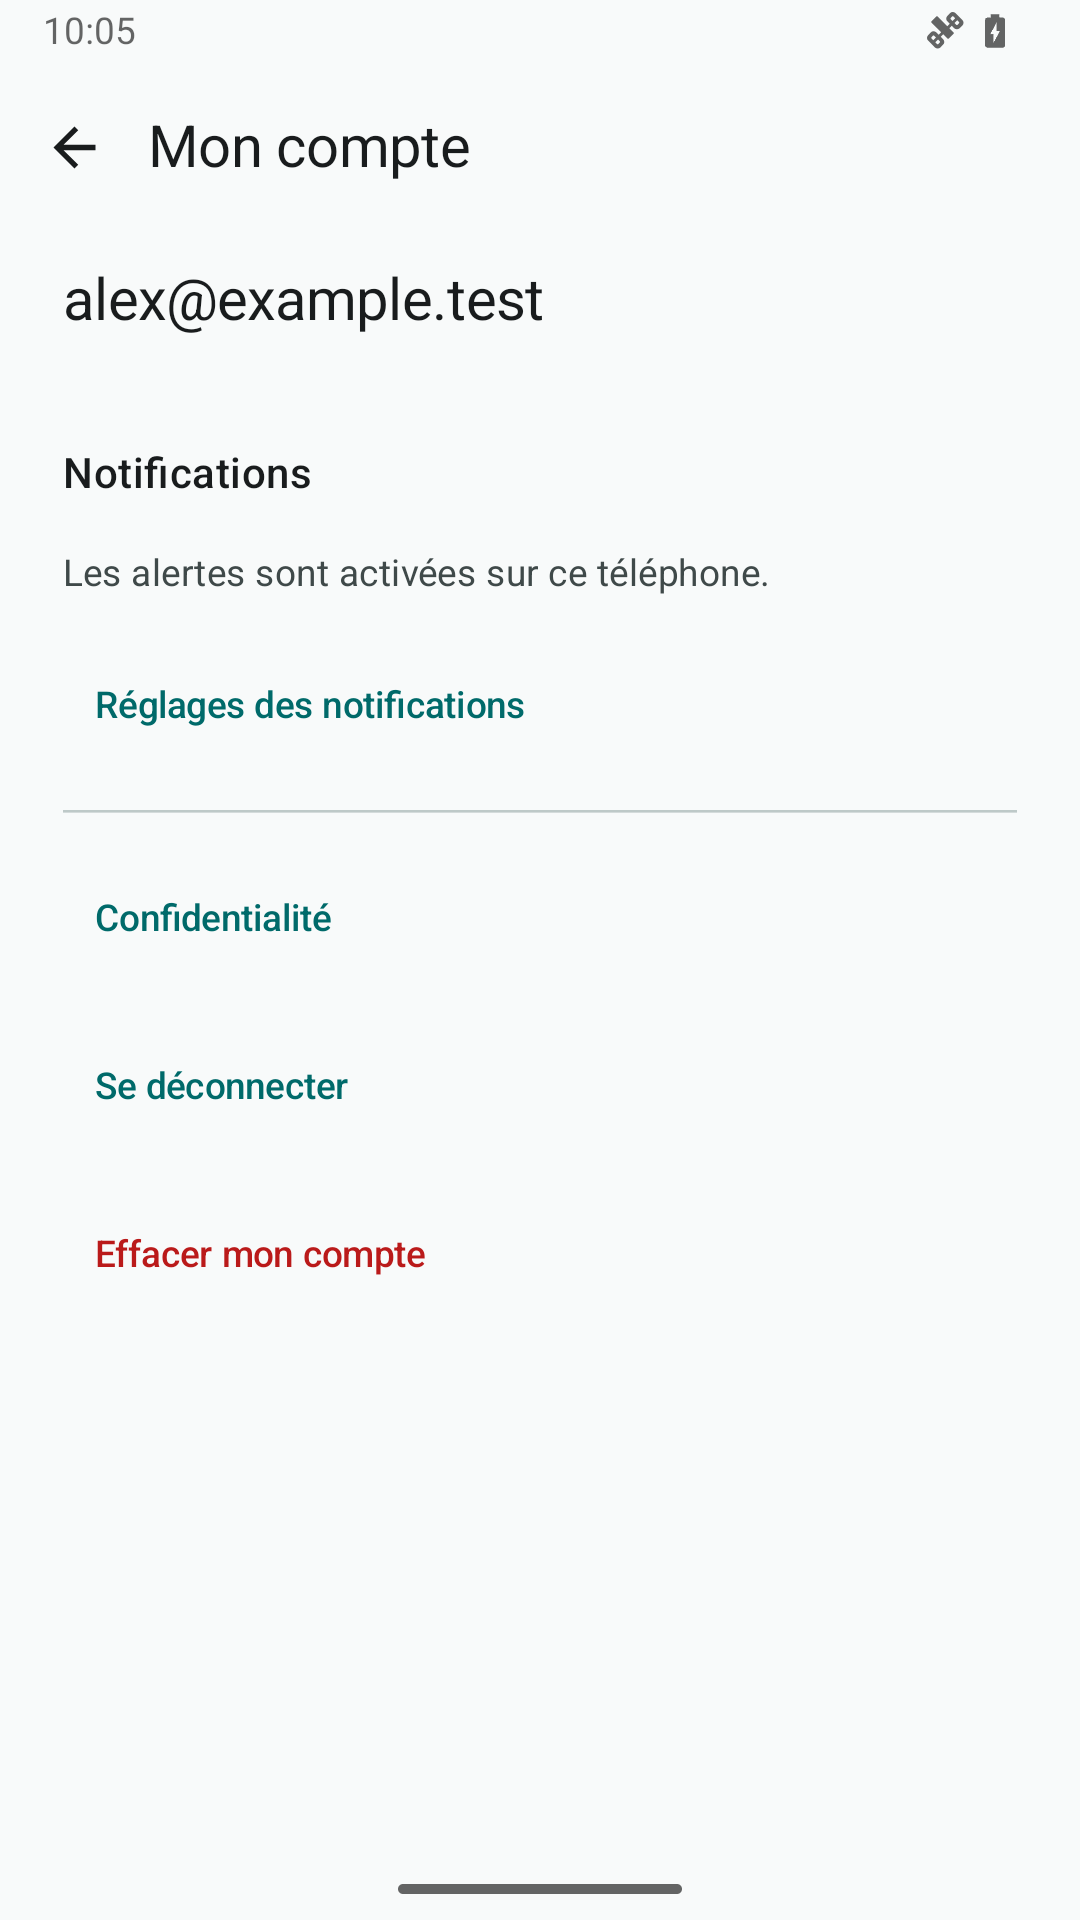 10:05
Mon compte
alex@example.test
Notifications
Les alertes sont activées sur ce téléphone.
Réglages des notifications
Confidentialité
Se déconnecter
Effacer mon compte